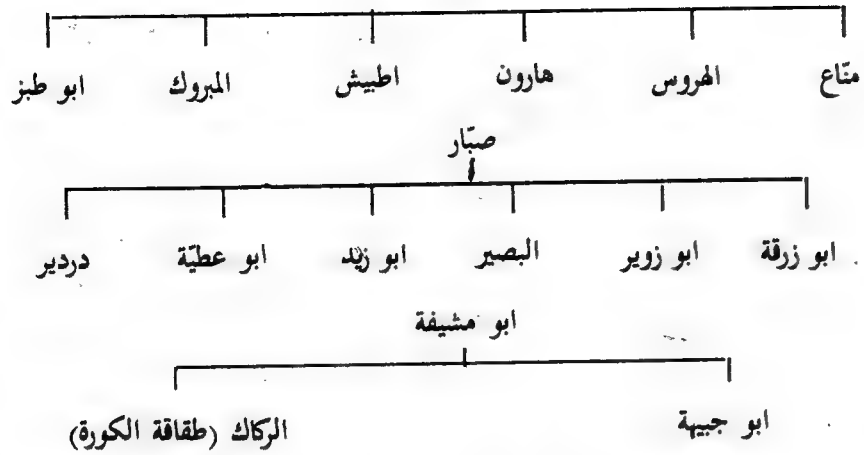 منّاع الهروس هارون اطبيش المبروك ابو طبز
صبّار
ابو زرقة ابو زوير البصير ابو زيد ابو عطيّة دردير
ابو مشيفة
ابو جبيهة الركاك (طقاقة الكورة)